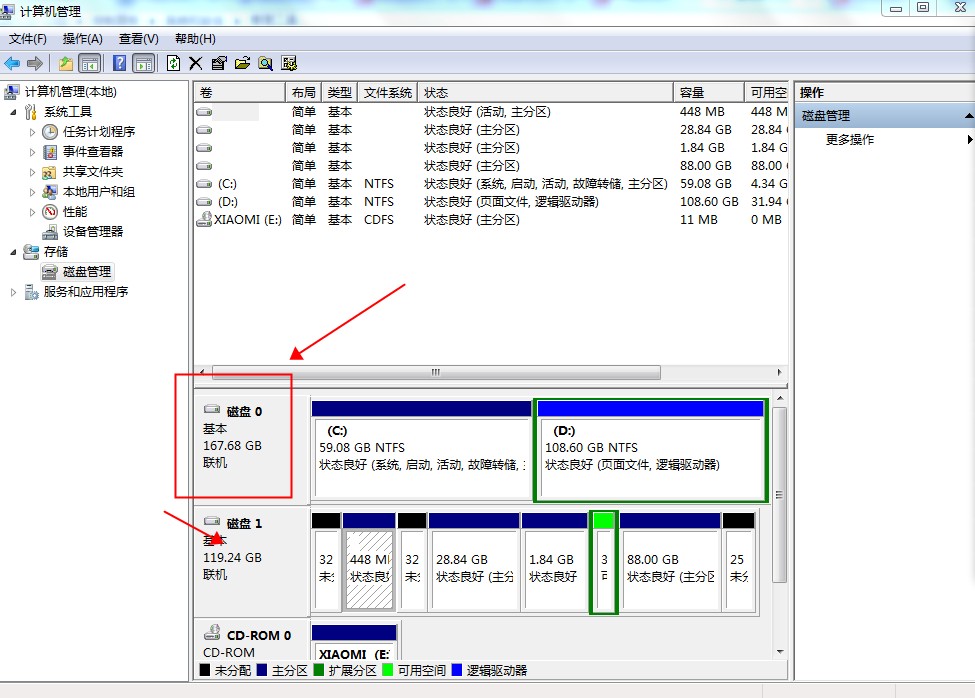 计算机管理
文件(F) 操作(A) 查看(V) 帮助(H)
计算机管理(本地)
系统工具
任务计划程序
事件查看器
共享文件夹
本地用户和组
性能
设备管理器
存储
磁盘管理
服务和应用程序
卷 布局 类型 文件系统 状态 容量 可用空
简单 基本 状态良好 (活动, 主分区) 448 MB 448 M
简单 基本 状态良好 (主分区) 28.84 GB 28.84
简单 基本 状态良好 (主分区) 1.84 GB 1.84 G
简单 基本 状态良好 (主分区) 88.00 GB 88.00
(C:) 简单 基本 NTFS 状态良好 (系统, 启动, 活动, 故障转储, 主分区) 59.08 GB 4.34 G
(D:) 简单 基本 NTFS 状态良好 (页面文件, 逻辑驱动器) 108.60 GB 31.94
XIAOMI (E:) 简单 基本 CDFS 状态良好 (主分区) 11 MB 0 MB
操作
磁盘管理
更多操作
磁盘 0
基本
167.68 GB
联机
(C:)
59.08 GB NTFS
状态良好 (系统, 启动, 活动, 故障转储,
(D:)
108.60 GB NTFS
状态良好 (页面文件, 逻辑驱动器)
磁盘 1
基本
119.24 GB
联机
32
未
448 M
状态良
32
未
28.84 GB
状态良好 (主分
1.84 GB
状态良好
3
可
88.00 GB
状态良好 (主分区
25
未
CD-ROM 0
CD-ROM
XIAOMI (E:
未分配 主分区 扩展分区 可用空间 逻辑驱动器